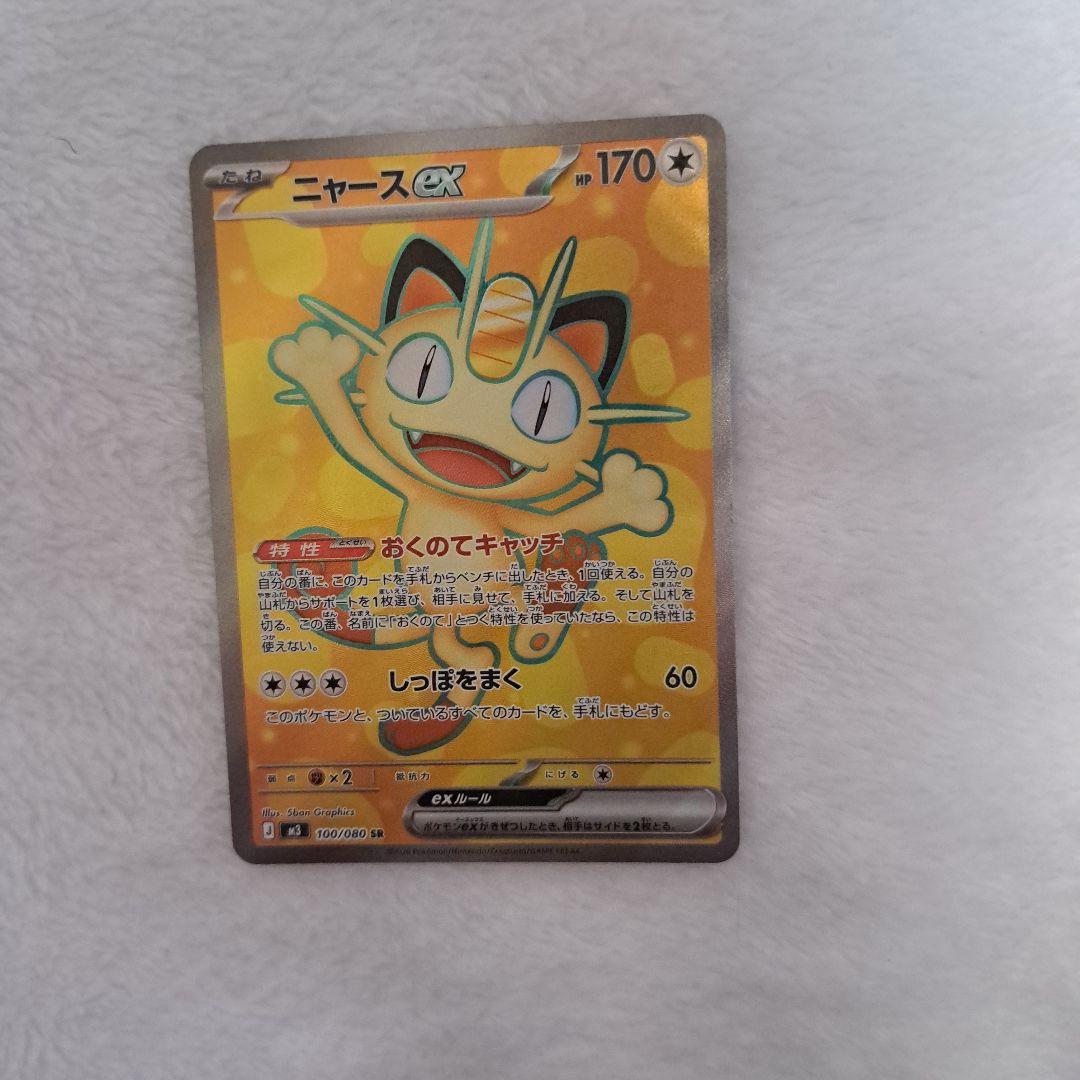 たね ニャースex HP 170
特性 とくせい おくのてキャッチ
自分の番に、このカードを手札からベンチに出したとき、1回使える。自分の
山札からサポートを1枚選び、相手に見せて、手札に加える。そして山札を
切る。この番、名前に「おくのて」とつく特性を使っていたなら、この特性は
使えない。
しっぽをまく 60
このポケモンと、ついているすべてのカードを、手札にもどす。
弱点 ×2 抵抗力 にげる
Illus. 5ban Graphics
exルール
ポケモンexがきぜつしたとき、相手はサイドを2枚とる。
J M3 100/080 SR